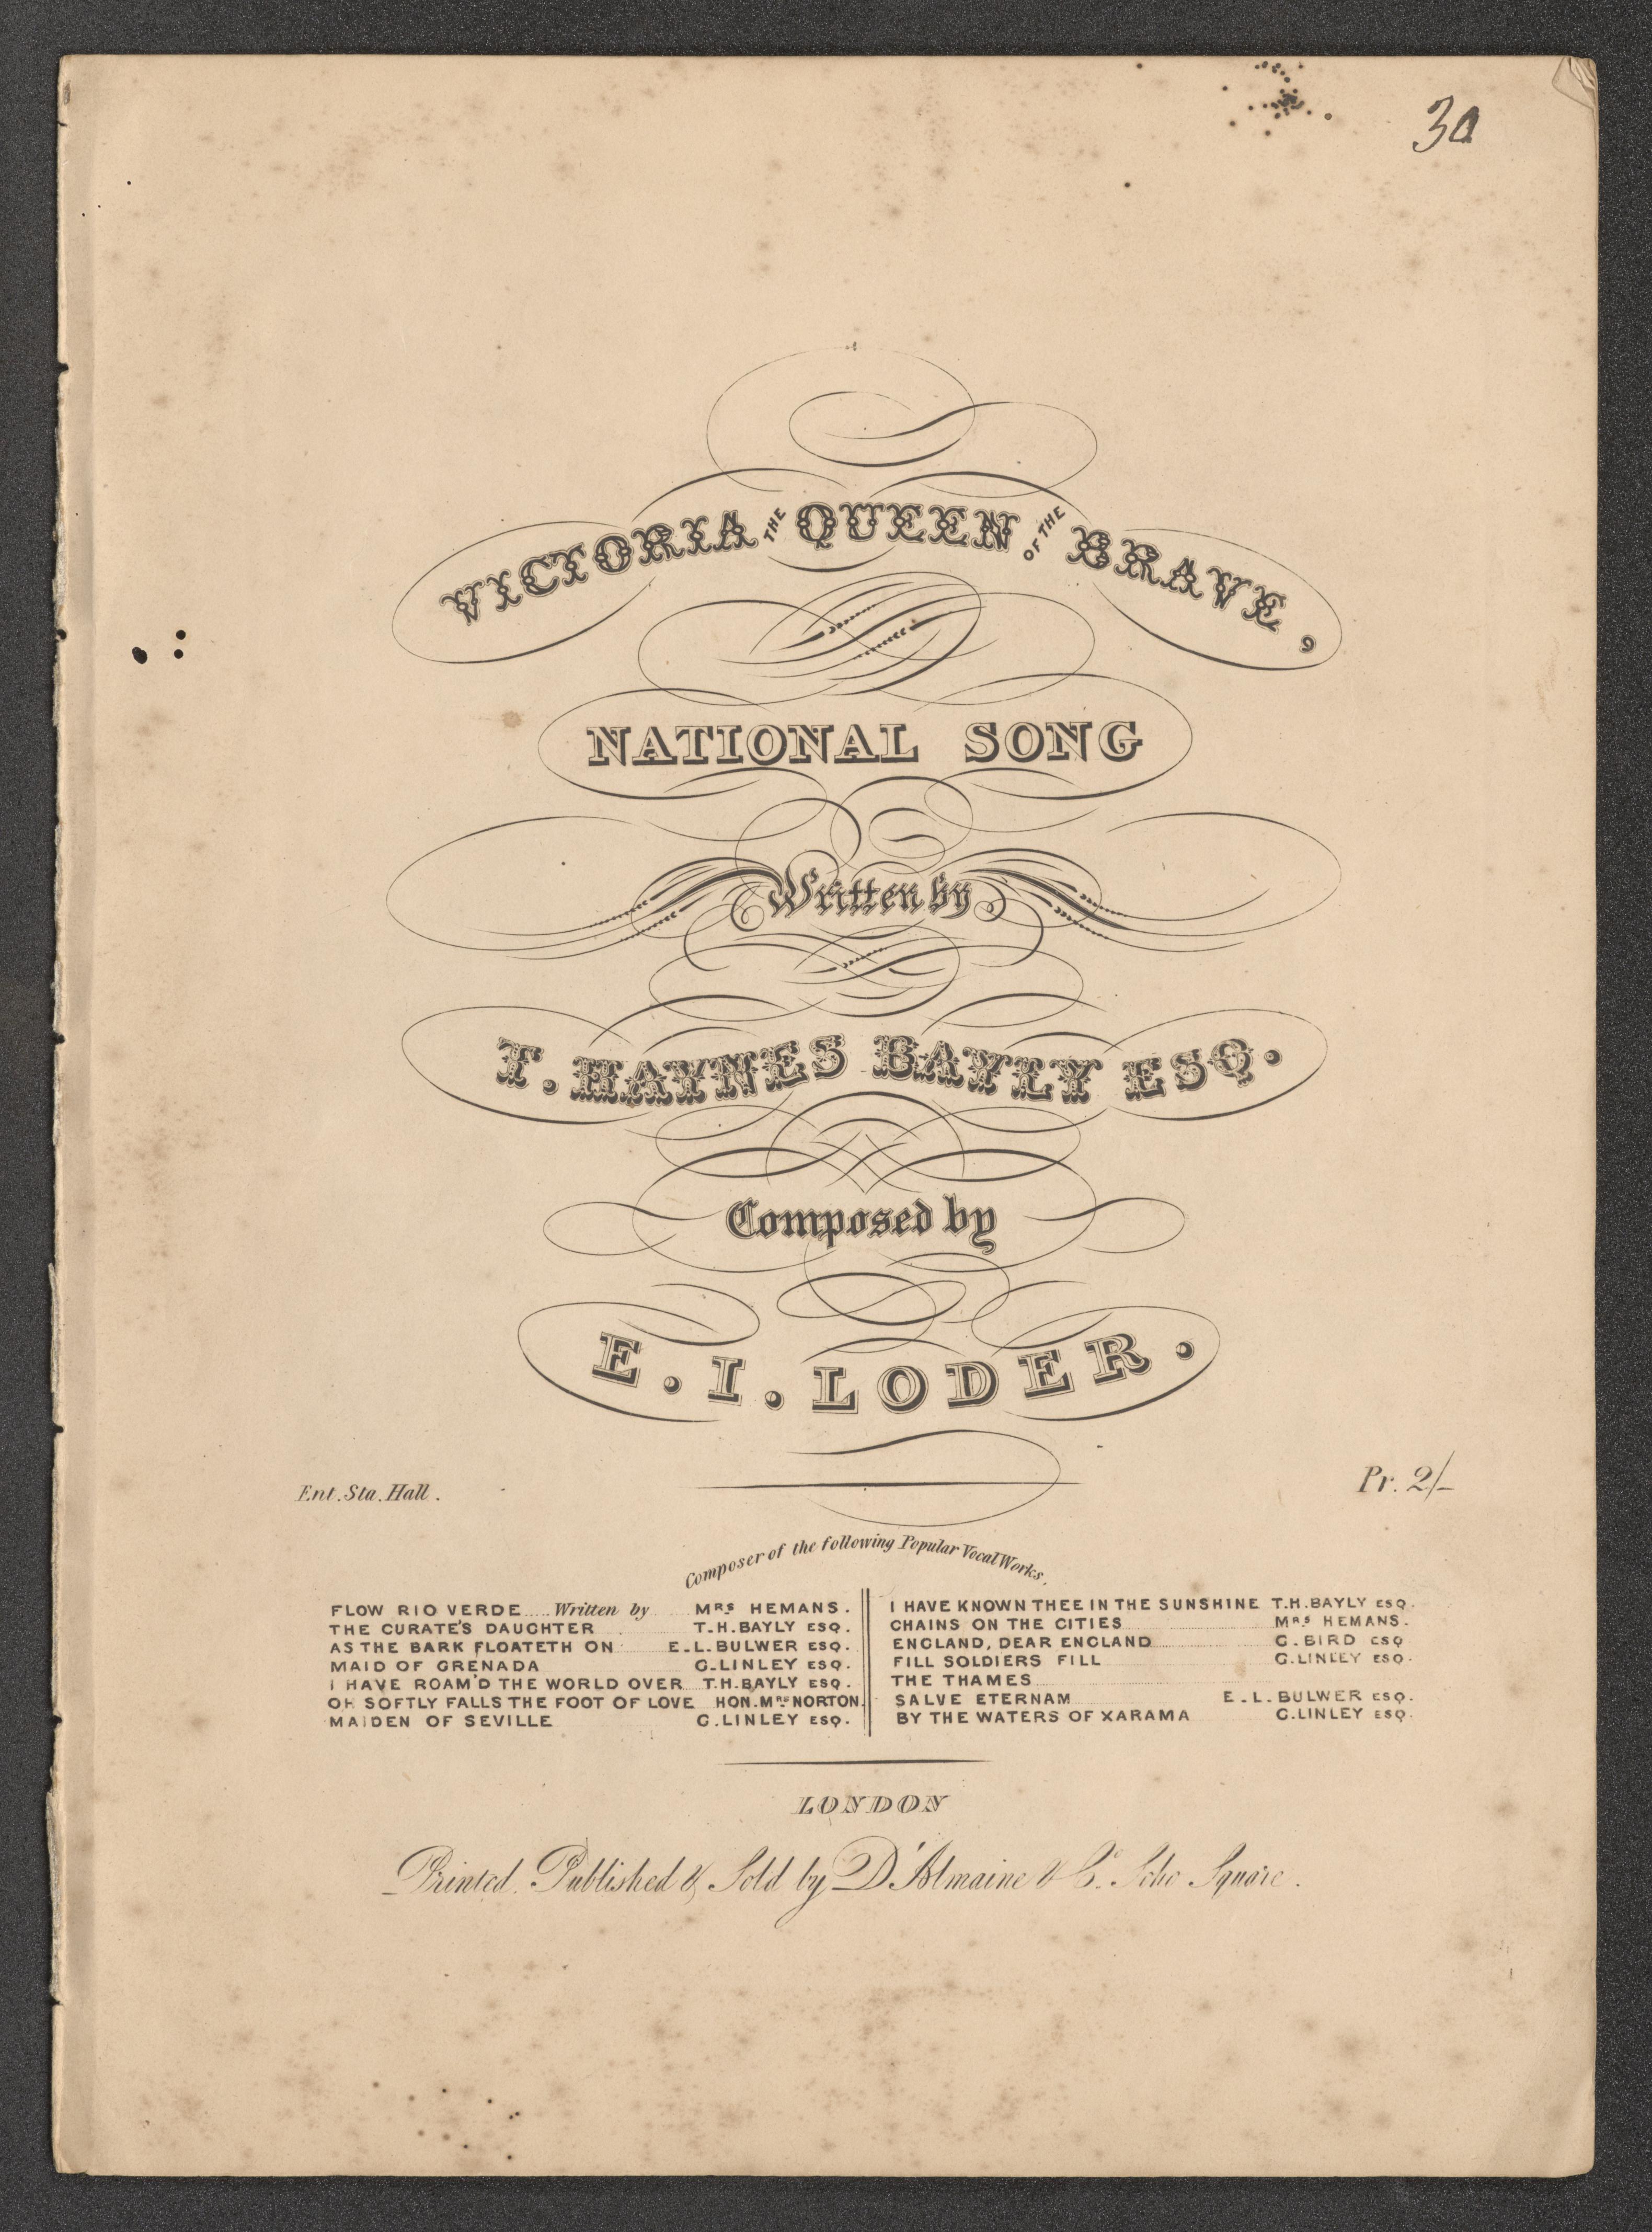 30
VICTORIA THE QUEEN OF THE BRAVE,
NATIONAL SONG
Written by
T. HAYNES BAYLY ESQ.
Composed by
E. I. LODER.
Ent. Sta. Hall.
Pr. 2/-
Composer of the following Popular Vocal Works.
FLOW RIO VERDE.....Written by MRS HEMANS.
THE CURATE'S DAUGHTER T.H.BAYLY ESQ.
AS THE BARK FLOATETH ON E.L.BULWER ESQ.
MAID OF GRENADA G.LINLEY ESQ.
I HAVE ROAM'D THE WORLD OVER T.H.BAYLY ESQ.
OH SOFTLY FALLS THE FOOT OF LOVE HON. MRS NORTON.
MAIDEN OF SEVILLE G.LINLEY ESQ.
I HAVE KNOWN THEE IN THE SUNSHINE T.H.BAYLY ESQ.
CHAINS ON THE CITIES MRS HEMANS.
ENGLAND, DEAR ENGLAND G.BIRD ESQ
FILL SOLDIERS FILL G.LINLEY ESQ.
THE THAMES
SALVE ETERNAM E.L.BULWER ESQ.
BY THE WATERS OF XARAMA G.LINLEY ESQ.
LONDON
Printed, Published & Sold by D'Almaine & Co. Soho Square.